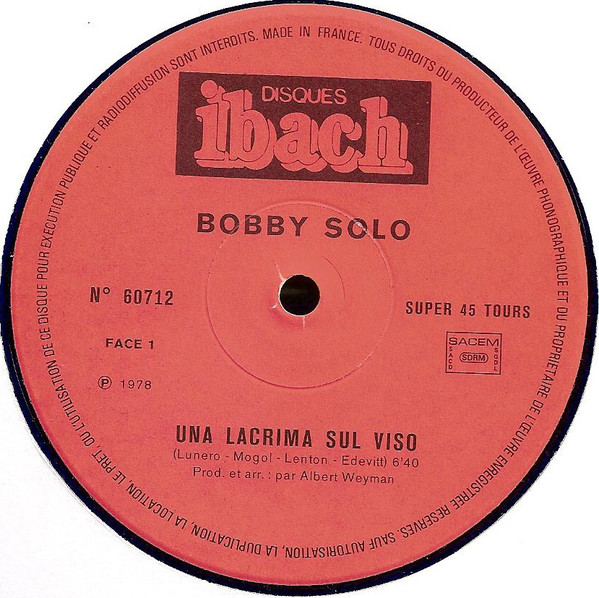 DISQUES
ibach
BOBBY SOLO
N° 60712
SUPER 45 TOURS
FACE 1
SACEM
SACD
SDRM
SGDL
℗ 1978
UNA LACRIMA SUL VISO
(Lunero - Mogol - Lenton - Edevitt) 6'40
Prod. et arr. : par Albert Weyman
MADE IN FRANCE. TOUS DROITS DU PRODUCTEUR DE L'ŒUVRE PHONOGRAPHIQUE ET DU PROPRIETAIRE DE L'ŒUVRE ENREGISTREE RESERVES. SAUF AUTORISATION, LA DUPLICATION, LA LOCATION, LE PRET, OU L'UTILISATION DE CE DISQUE POUR EXECUTION PUBLIQUE ET RADIODIFFUSION SONT INTERDITS.